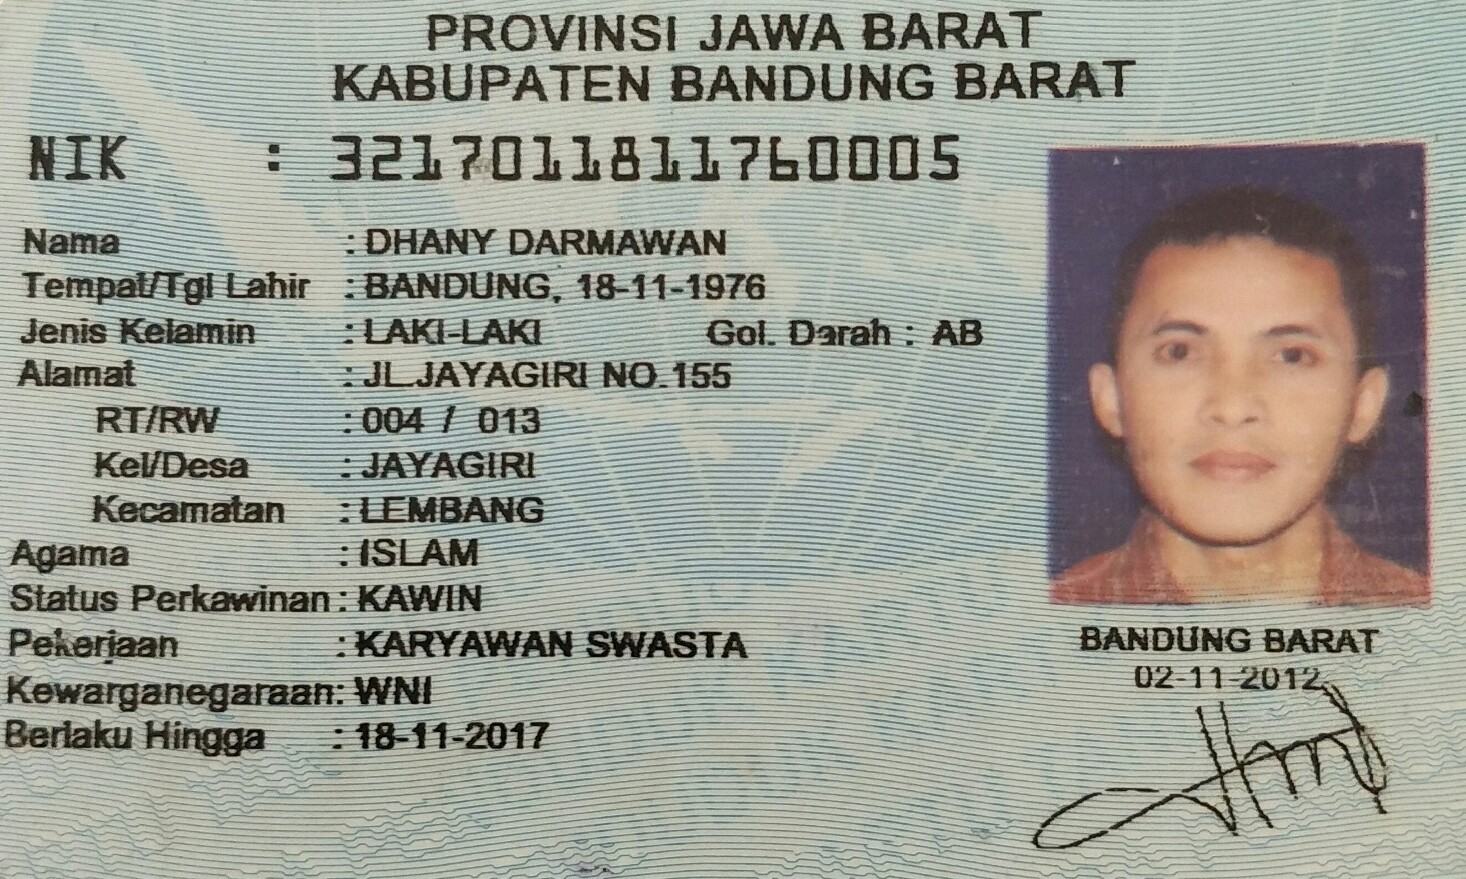 PROVINSI JAWA BARAT
KABUPATEN BANDUNG BARAT
NIK : 3217011811760005
Nama : DHANY DARMAWAN
Tempat/Tgl Lahir : BANDUNG, 18-11-1976
Jenis Kelamin : LAKI-LAKI Gol. Darah : AB
Alamat : JL.JAYAGIRI NO.155
RT/RW : 004 / 013
Kel/Desa : JAYAGIRI
Kecamatan : LEMBANG
Agama : ISLAM
Status Perkawinan : KAWIN
Pekerjaan : KARYAWAN SWASTA
Kewarganegaraan: WNI
Berlaku Hingga : 18-11-2017
BANDUNG BARAT
02-11-2012